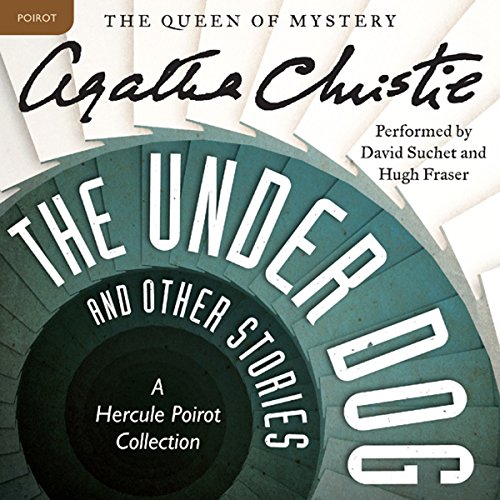 POIROT
THE QUEEN OF MYSTERY
Agatha Christie
Performed by
David Suchet and
Hugh Fraser
THE UNDER DOG
AND OTHER STORIES
A
Hercule Poirot
Collection